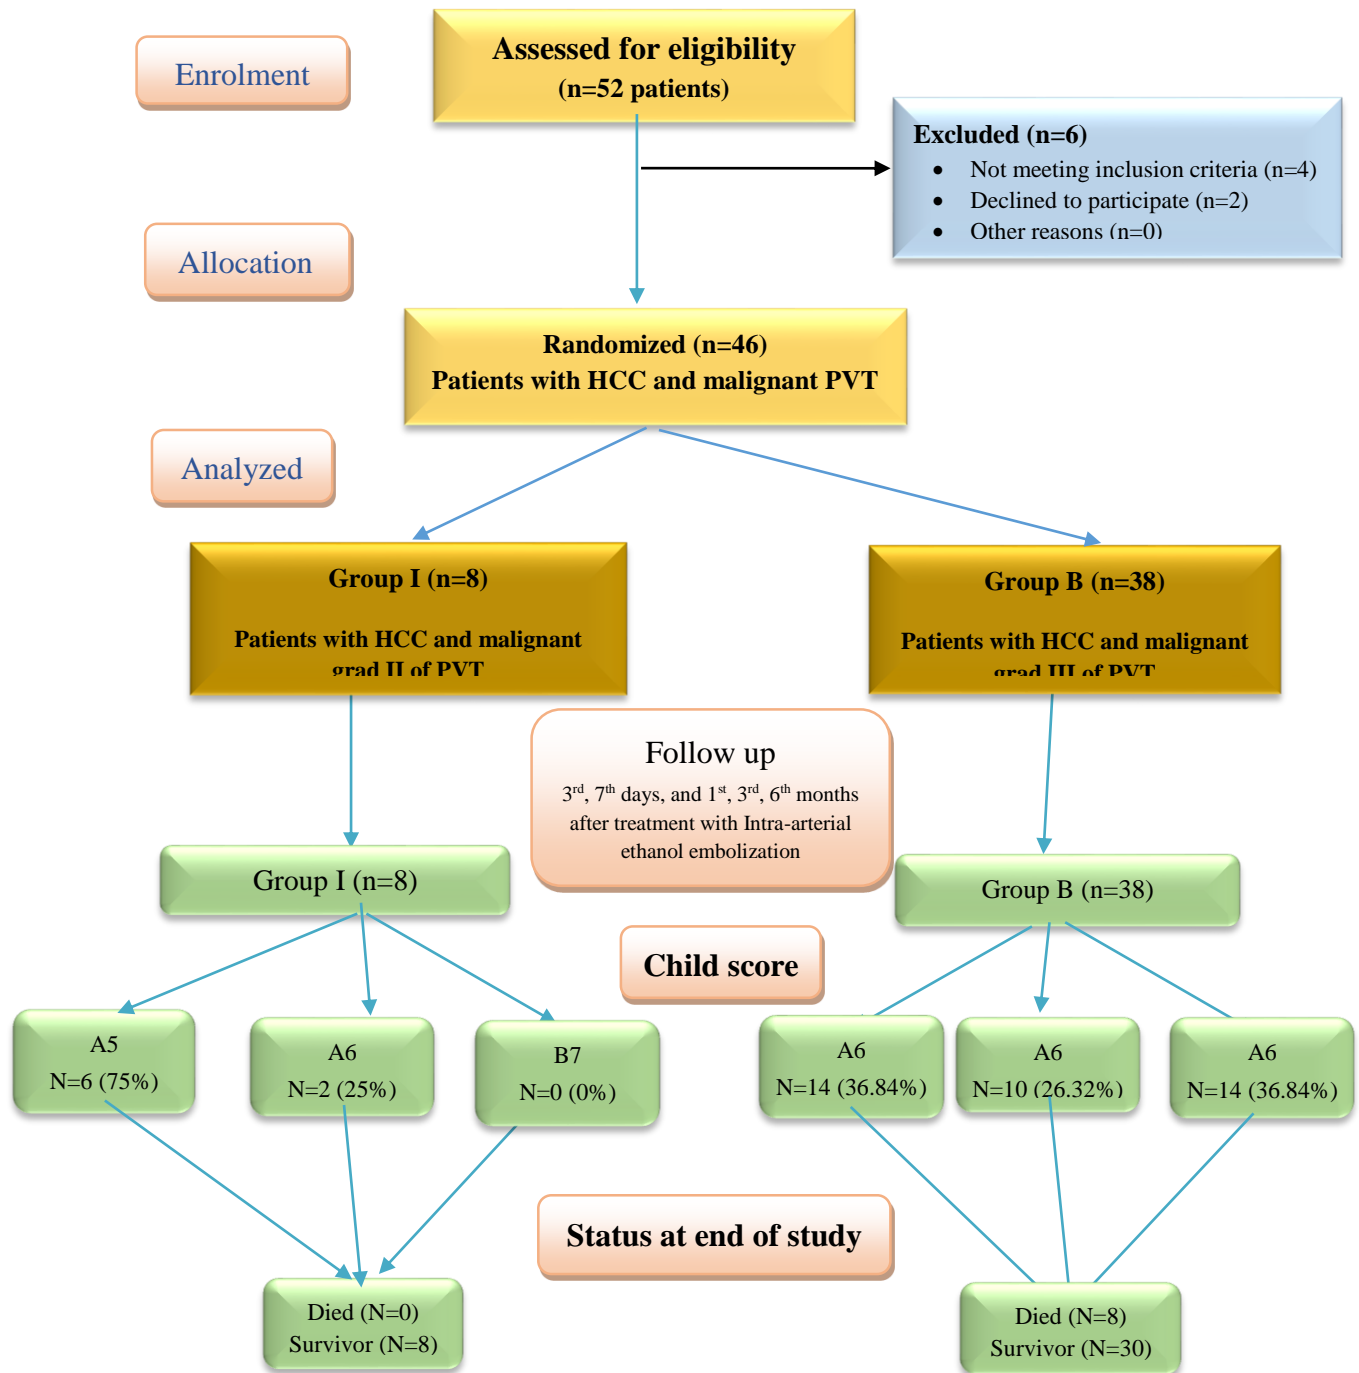 Enrolment
Assessed for eligibility
(n=52 patients)
Excluded (n=6)
• Not meeting inclusion criteria (n=4)
• Declined to participate (n=2)
• Other reasons (n=0)
Allocation
Randomized (n=46)
Patients with HCC and malignant PVT
Analyzed
Group I (n=8)
Patients with HCC and malignant
grad II of PVT
Group B (n=38)
Patients with HCC and malignant
grad III of PVT
Follow up
3rd, 7th days, and 1st, 3rd, 6th months
after treatment with Intra-arterial
ethanol embolization
Group I (n=8)
Group B (n=38)
Child score
A5
N=6 (75%)
A6
N=2 (25%)
B7
N=0 (0%)
A6
N=14 (36.84%)
A6
N=10 (26.32%)
A6
N=14 (36.84%)
Status at end of study
Died (N=0)
Survivor (N=8)
Died (N=8)
Survivor (N=30)